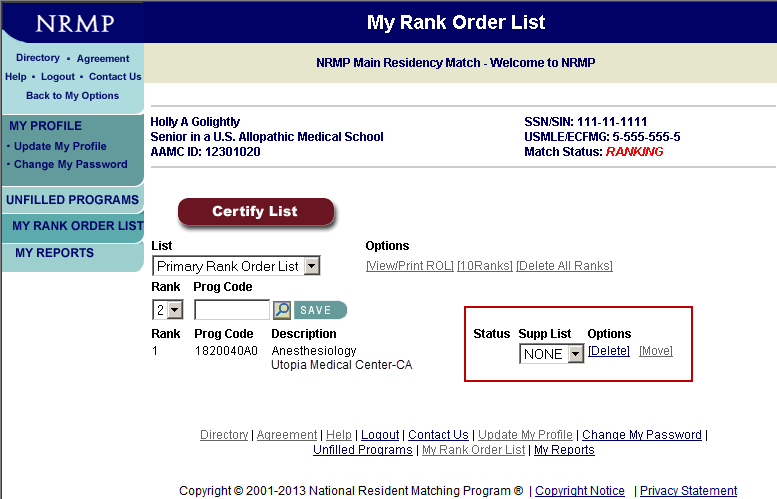 NRMP
My Rank Order List
Directory • Agreement
Help • Logout • Contact Us
Back to My Options
NRMP Main Residency Match - Welcome to NRMP
MY PROFILE
• Update My Profile
• Change My Password
UNFILLED PROGRAMS
MY RANK ORDER LIST
MY REPORTS
Holly A Golightly
Senior in a U.S. Allopathic Medical School
AAMC ID: 12301020
SSN/SIN: 111-11-1111
USMLE/ECFMG: 5-555-555-5
Match Status: RANKING
Certify List
List Options
Primary Rank Order List [View/Print ROL] [10Ranks] [Delete All Ranks]
Rank Prog Code
2 SAVE
Rank Prog Code Description Status Supp List Options
1 1820040A0 Anesthesiology NONE [Delete] [Move]
Utopia Medical Center-CA
Directory | Agreement | Help | Logout | Contact Us | Update My Profile | Change My Password |
Unfilled Programs | My Rank Order List | My Reports
Copyright © 2001-2013 National Resident Matching Program ® | Copyright Notice | Privacy Statement